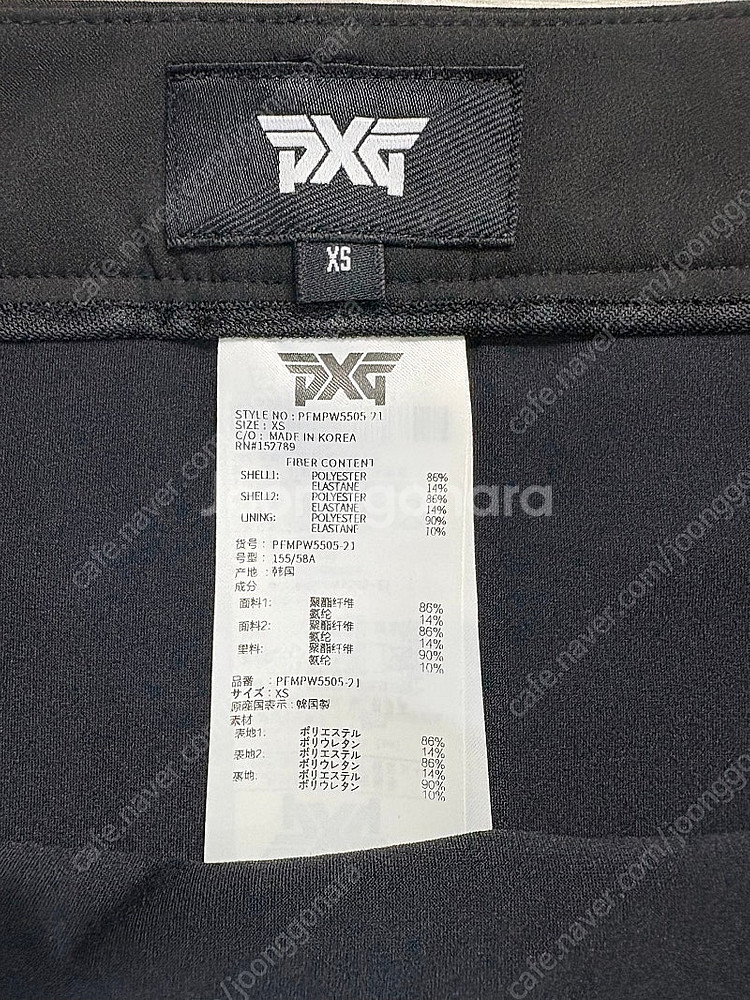 PXG
XS
PXG
STYLE NO : PFMPW5505-21
SIZE : XS
C/O : MADE IN KOREA
RN#152789
FIBER CONTENT
SHELL1: POLYESTER 86%
ELASTANE 14%
SHELL2: POLYESTER 86%
ELASTANE 14%
LINING: POLYESTER 90%
ELASTANE 10%
货号 : PFMPW5505-21
号型 : 155/58A
产地 : 韩国
成分
面料1: 聚酯纤维 86%
氨纶 14%
面料2: 聚酯纤维 86%
氨纶 14%
里料: 聚酯纤维 90%
氨纶 10%
品番 : PFMPW5505-21
サイズ : XS
原産国表示 : 韓国製
素材
表地1: ポリエステル 86%
ポリウレタン 14%
表地2: ポリエステル 86%
ポリウレタン 14%
裏地: ポリエステル 90%
ポリウレタン 10%
joonggonara
cafe.naver.com/joonggonara